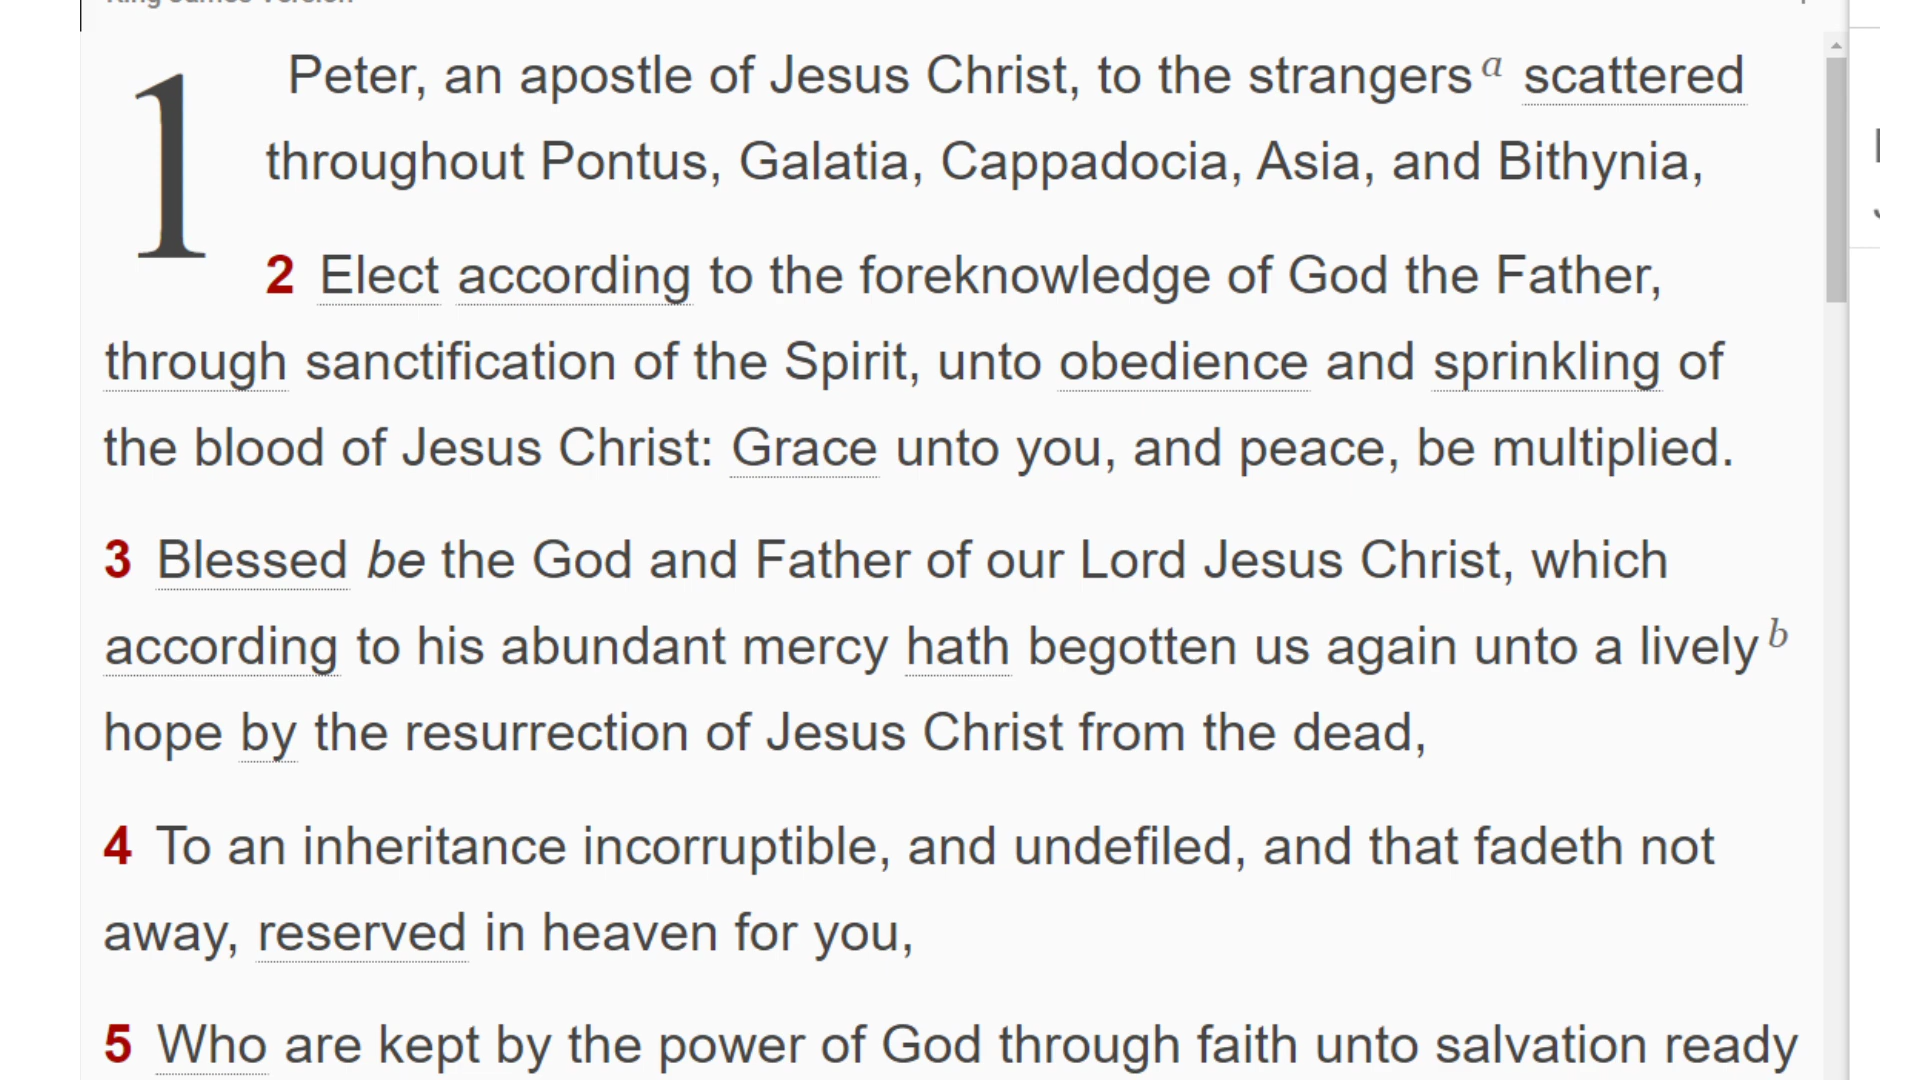 King James Version
1 Peter, an apostle of Jesus Christ, to the strangers a scattered
throughout Pontus, Galatia, Cappadocia, Asia, and Bithynia,
2 Elect according to the foreknowledge of God the Father,
through sanctification of the Spirit, unto obedience and sprinkling of
the blood of Jesus Christ: Grace unto you, and peace, be multiplied.
3 Blessed be the God and Father of our Lord Jesus Christ, which
according to his abundant mercy hath begotten us again unto a lively b
hope by the resurrection of Jesus Christ from the dead,
4 To an inheritance incorruptible, and undefiled, and that fadeth not
away, reserved in heaven for you,
5 Who are kept by the power of God through faith unto salvation ready